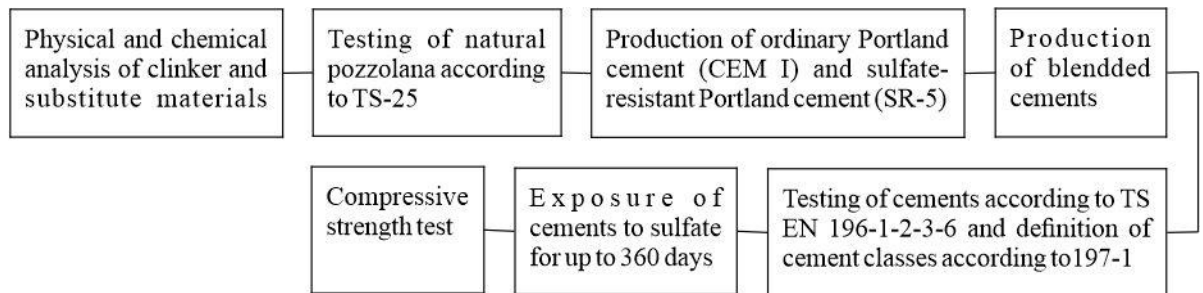 Physical and chemical
analysis of clinker and
substitute materials
Testing of natural
pozzolana according
to TS-25
Production of ordinary Portland
cement (CEM I) and sulfate-
resistant Portland cement (SR-5)
Production
of blendded
cements
Testing of cements according to TS
EN 196-1-2-3-6 and definition of
cement classes according to197-1
Exposure of
cements to sulfate
for up to 360 days
Compressive
strength test